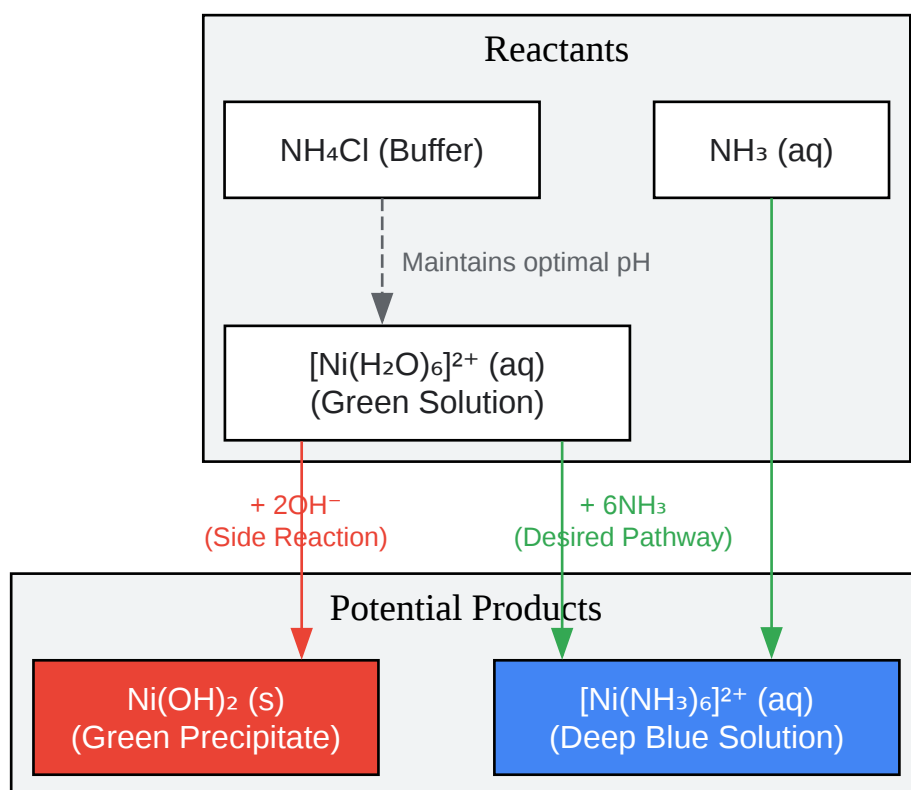 Reactants
NH₄Cl (Buffer)
NH₃ (aq)
Maintains optimal pH
[Ni(H₂O)₆]²⁺ (aq)
(Green Solution)
+ 2OH⁻
(Side Reaction)
+ 6NH₃
(Desired Pathway)
Potential Products
Ni(OH)₂ (s)
(Green Precipitate)
[Ni(NH₃)₆]²⁺ (aq)
(Deep Blue Solution)